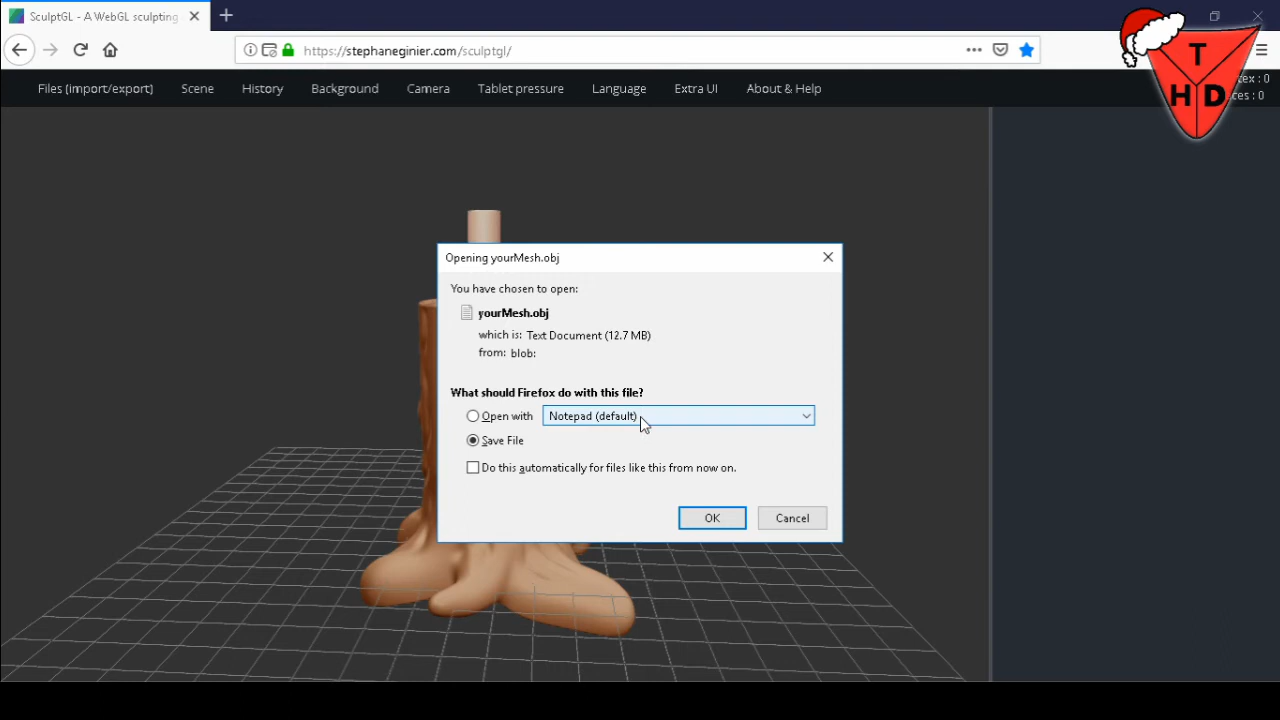 SculptGL - A WebGL sculpting
https://stephaneginier.com/sculptgl/
Files (import/export) Scene History Background Camera Tablet pressure Language Extra UI About & Help
tex : 0
ces : 0
T
H D
Opening yourMesh.obj
You have chosen to open:
yourMesh.obj
which is: Text Document (12.7 MB)
from: blob:
What should Firefox do with this file?
Open with Notepad (default)
Save File
Do this automatically for files like this from now on.
OK Cancel